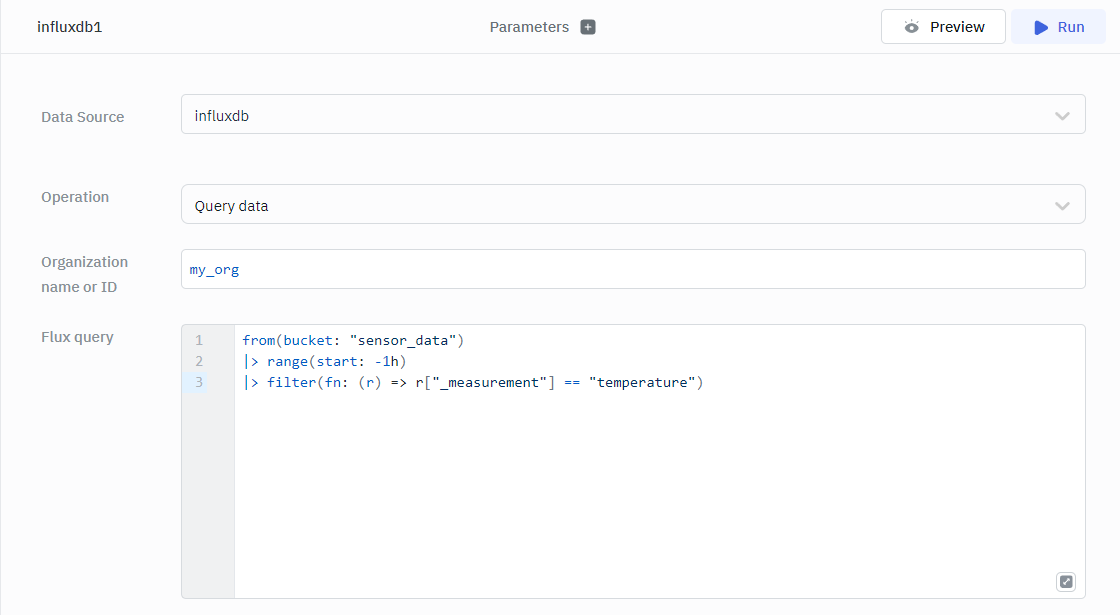 influxdb1
Parameters
Preview
Run
Data Source
influxdb
Operation
Query data
Organization
name or ID
my_org
Flux query
1 from(bucket: "sensor_data")
2 |> range(start: -1h)
3 |> filter(fn: (r) => r["_measurement"] == "temperature")